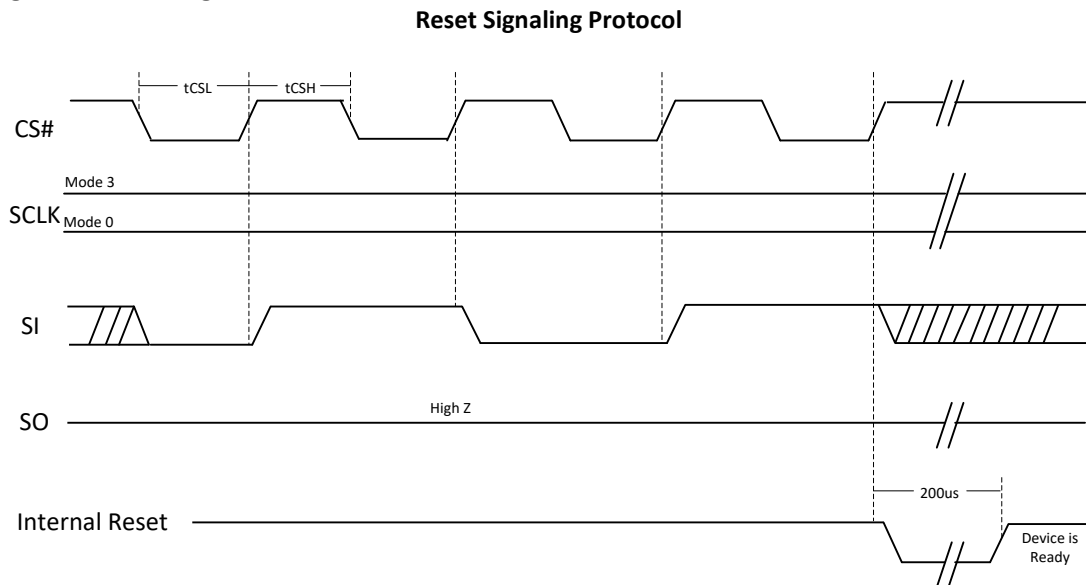 Reset Signaling Protocol
tCSL
tCSH
CS#
Mode 3
SCLK
Mode 0
SI
High Z
SO
200us
Internal Reset
Device is
Ready